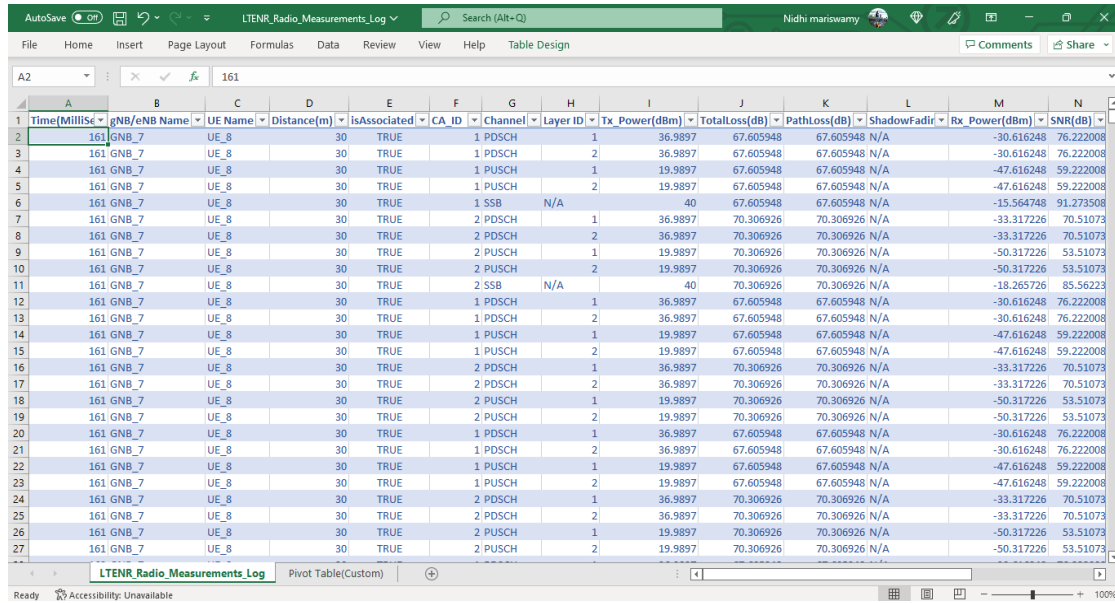 AutoSave Off LTENR_Radio_Measurements_Log Search (Alt+Q) Nidhi mariswamy
File Home Insert Page Layout Formulas Data Review View Help Table Design Comments Share
A2 fx 161
A B C D E F G H I J K L M N
1 Time(MilliSe gNB/eNB Name UE Name Distance(m) isAssociated CA_ID Channel Layer ID Tx_Power(dBm) TotalLoss(dB) PathLoss(dB) ShadowFadin Rx_Power(dBm) SNR(dB)
2 161 GNB_7 UE_8 30 TRUE 1 PDSCH 1 36.9897 67.605948 67.605948 N/A -30.616248 76.222008
3 161 GNB_7 UE_8 30 TRUE 1 PDSCH 2 36.9897 67.605948 67.605948 N/A -30.616248 76.222008
4 161 GNB_7 UE_8 30 TRUE 1 PUSCH 1 19.9897 67.605948 67.605948 N/A -47.616248 59.222008
5 161 GNB_7 UE_8 30 TRUE 1 PUSCH 2 19.9897 67.605948 67.605948 N/A -47.616248 59.222008
6 161 GNB_7 UE_8 30 TRUE 1 SSB N/A 40 67.605948 67.605948 N/A -15.564748 91.273508
7 161 GNB_7 UE_8 30 TRUE 2 PDSCH 1 36.9897 70.306926 70.306926 N/A -33.317226 70.51073
8 161 GNB_7 UE_8 30 TRUE 2 PDSCH 2 36.9897 70.306926 70.306926 N/A -33.317226 70.51073
9 161 GNB_7 UE_8 30 TRUE 2 PUSCH 1 19.9897 70.306926 70.306926 N/A -50.317226 53.51073
10 161 GNB_7 UE_8 30 TRUE 2 PUSCH 2 19.9897 70.306926 70.306926 N/A -50.317226 53.51073
11 161 GNB_7 UE_8 30 TRUE 2 SSB N/A 40 70.306926 70.306926 N/A -18.265726 85.56223
12 161 GNB_7 UE_8 30 TRUE 1 PDSCH 1 36.9897 67.605948 67.605948 N/A -30.616248 76.222008
13 161 GNB_7 UE_8 30 TRUE 1 PDSCH 2 36.9897 67.605948 67.605948 N/A -30.616248 76.222008
14 161 GNB_7 UE_8 30 TRUE 1 PUSCH 1 19.9897 67.605948 67.605948 N/A -47.616248 59.222008
15 161 GNB_7 UE_8 30 TRUE 1 PUSCH 2 19.9897 67.605948 67.605948 N/A -47.616248 59.222008
16 161 GNB_7 UE_8 30 TRUE 2 PDSCH 1 36.9897 70.306926 70.306926 N/A -33.317226 70.51073
17 161 GNB_7 UE_8 30 TRUE 2 PDSCH 2 36.9897 70.306926 70.306926 N/A -33.317226 70.51073
18 161 GNB_7 UE_8 30 TRUE 2 PUSCH 1 19.9897 70.306926 70.306926 N/A -50.317226 53.51073
19 161 GNB_7 UE_8 30 TRUE 2 PUSCH 2 19.9897 70.306926 70.306926 N/A -50.317226 53.51073
20 161 GNB_7 UE_8 30 TRUE 1 PDSCH 1 36.9897 67.605948 67.605948 N/A -30.616248 76.222008
21 161 GNB_7 UE_8 30 TRUE 1 PDSCH 2 36.9897 67.605948 67.605948 N/A -30.616248 76.222008
22 161 GNB_7 UE_8 30 TRUE 1 PUSCH 1 19.9897 67.605948 67.605948 N/A -47.616248 59.222008
23 161 GNB_7 UE_8 30 TRUE 1 PUSCH 2 19.9897 67.605948 67.605948 N/A -47.616248 59.222008
24 161 GNB_7 UE_8 30 TRUE 2 PDSCH 1 36.9897 70.306926 70.306926 N/A -33.317226 70.51073
25 161 GNB_7 UE_8 30 TRUE 2 PDSCH 2 36.9897 70.306926 70.306926 N/A -33.317226 70.51073
26 161 GNB_7 UE_8 30 TRUE 2 PUSCH 1 19.9897 70.306926 70.306926 N/A -50.317226 53.51073
27 161 GNB_7 UE_8 30 TRUE 2 PUSCH 2 19.9897 70.306926 70.306926 N/A -50.317226 53.51073
LTENR_Radio_Measurements_Log Pivot Table(Custom)
Ready Accessibility: Unavailable 100%